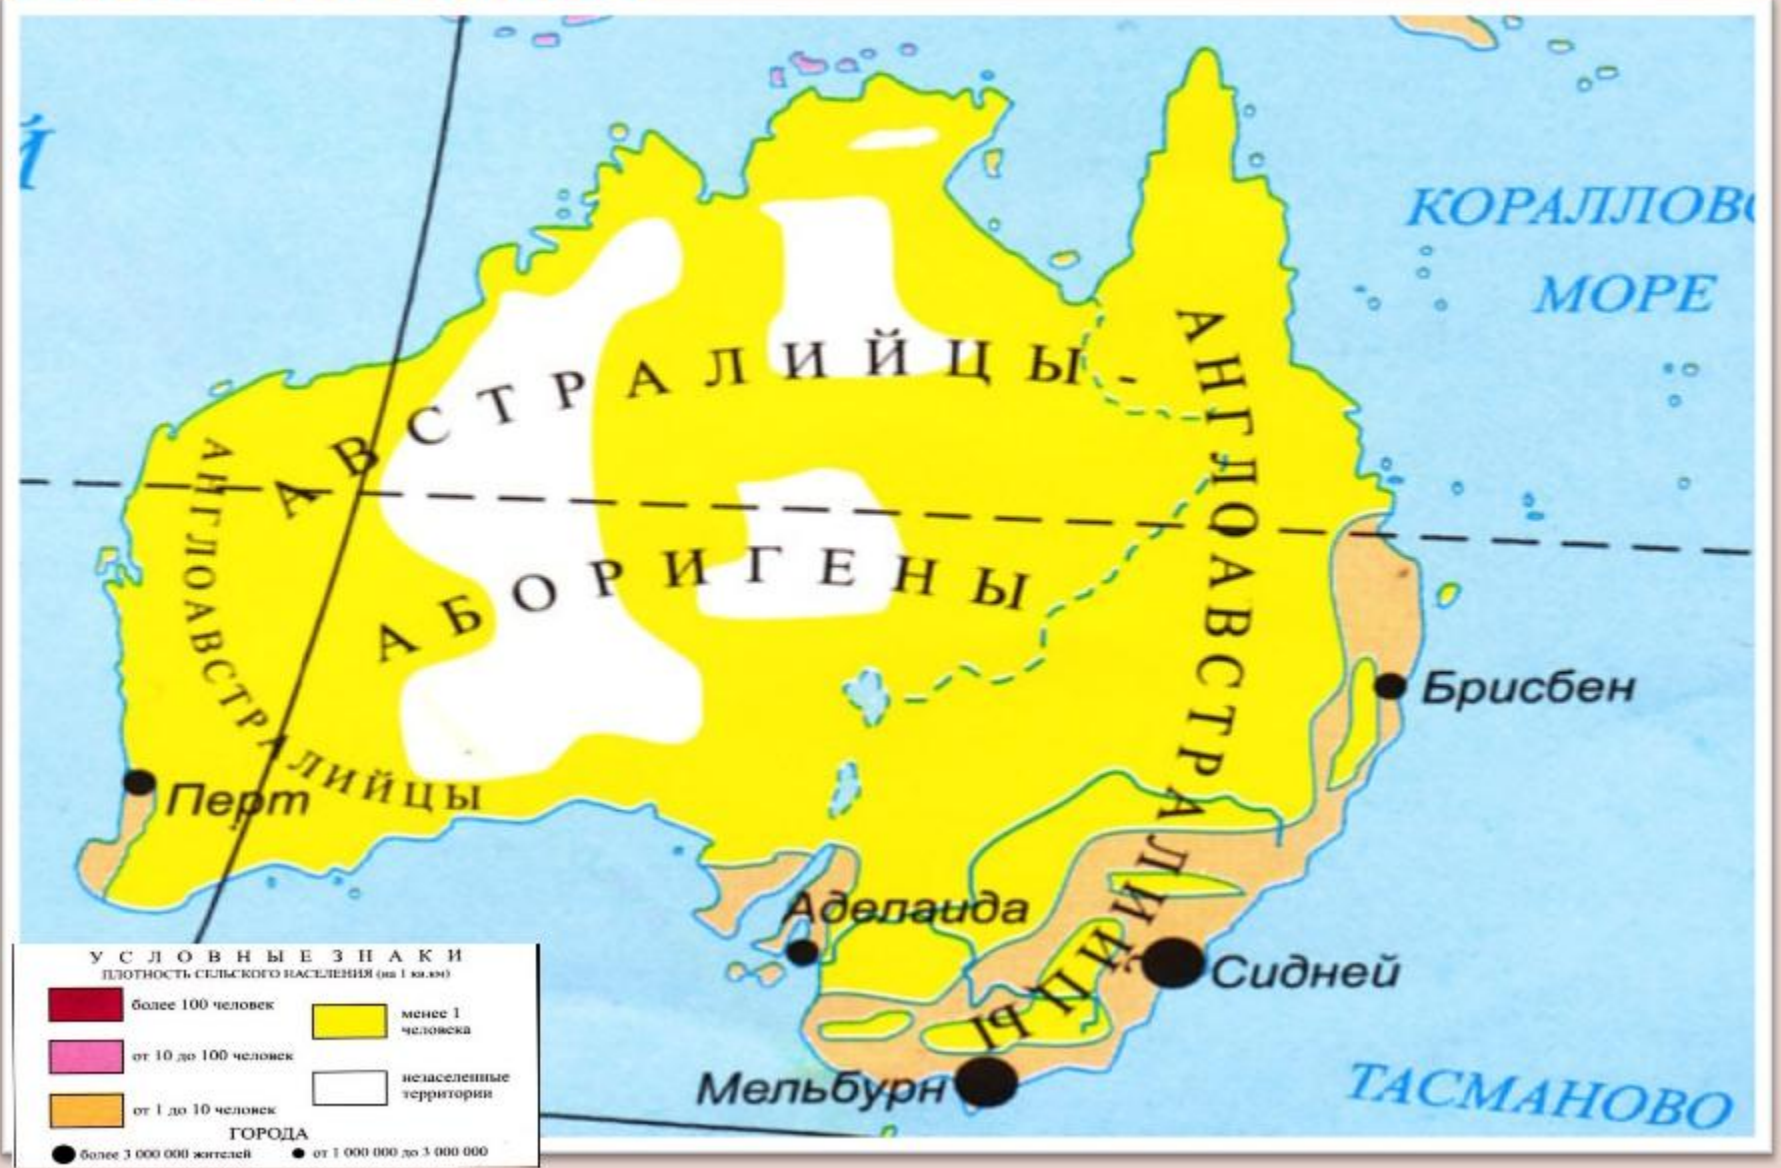 Й
КОРАЛЛОВО
МОРЕ
АВСТРАЛИЙЦЫ -
АБОРИГЕНЫ
АНГЛОАВСТРАЛИЙЦЫ
АНГЛОАВСТРАЛИЙЦЫ
Брисбен
Перт
Аделаида
Сидней
Мельбурн
ТАСМАНОВО
УСЛОВНЫЕ ЗНАКИ
ПЛОТНОСТЬ СЕЛЬСКОГО НАСЕЛЕНИЯ (на 1 кв.км)
более 100 человек
от 10 до 100 человек
от 1 до 10 человек
менее 1
человека
незаселенные
территории
ГОРОДА
более 3 000 000 жителей
от 1 000 000 до 3 000 000